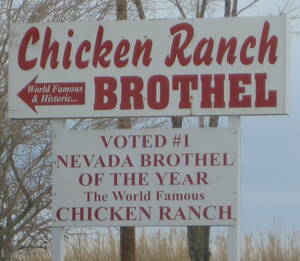 Chicken Ranch
World Famous
& Historic...
BROTHEL
VOTED #1
NEVADA BROTHEL
OF THE YEAR
The World Famous
CHICKEN RANCH